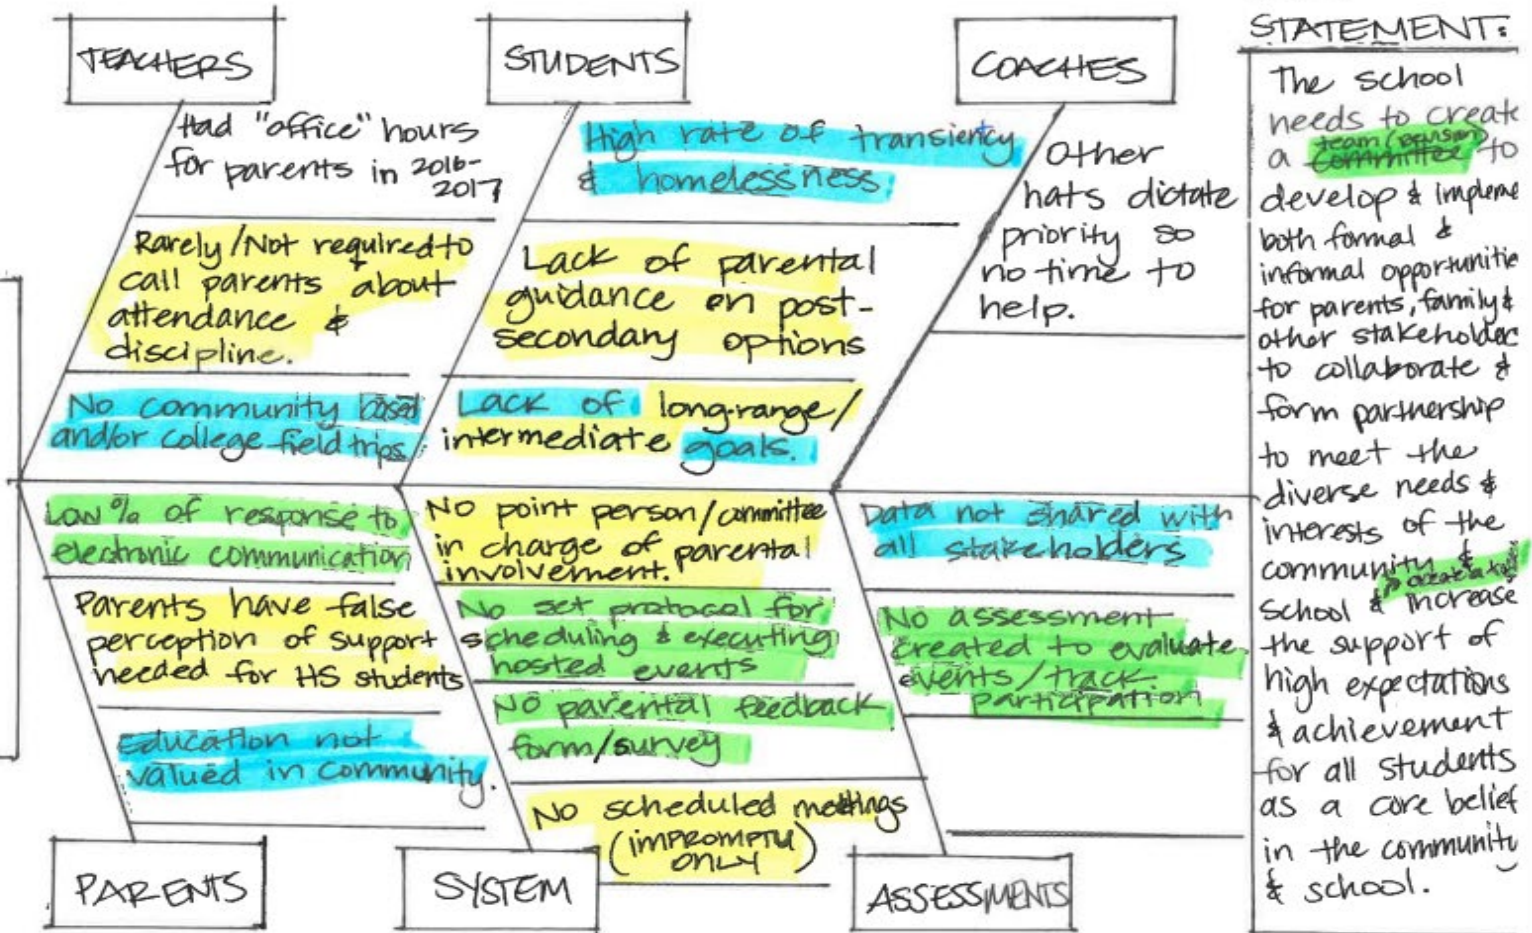 TEACHERS
Had "office" hours
for parents in 2016-
2017
Rarely/Not required to
call parents about
attendance &
discipline.
No community based
and/or college field trips
STUDENTS
High rate of transiency
& homelessness
Lack of parental
guidance on post-
secondary options
Lack of long-range/
intermediate goals.
COACHES
Other
hats dictate
priority so
no time to
help.
Low % of response to
electronic communication
Parents have false
perception of support
needed for HS students
Education not
valued in community.
PARENTS
No point person/committee
in charge of parental
involvement.
No set protocol for
scheduling & executing
hosted events
No parental feedback
form/survey
No scheduled meetings
(IMPROMPTU
ONLY)
SYSTEM
Data not shared with
all stakeholders
No assessment
created to evaluate
events/track
participation
ASSESSMENTS
STATEMENT:
The school
needs to create
team/person
a committee to
develop & impleme
both formal &
informal opportunitie
for parents, family &
other stakeholder
to collaborate &
form partnership
to meet the
diverse needs &
interests of the
community &
create a
school & increase
the support of
high expectations
& achievement
for all students
as a core belief
in the community
& school.